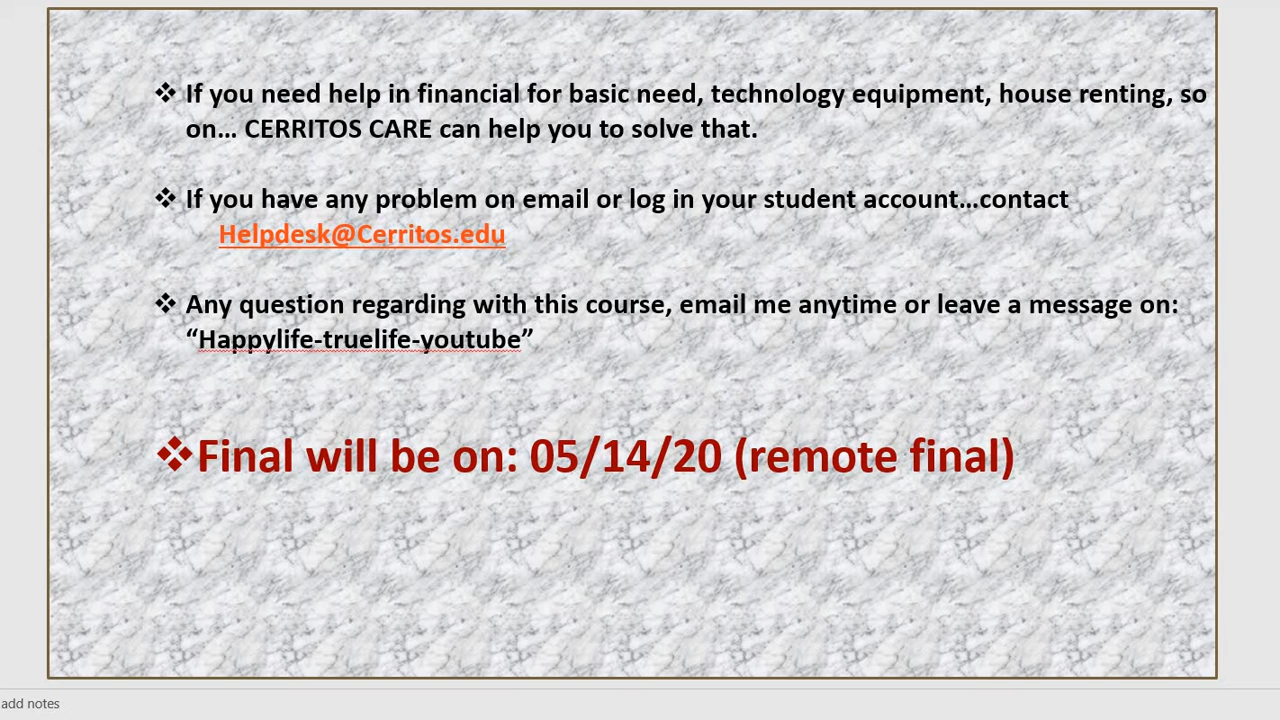 ❖ If you need help in financial for basic need, technology equipment, house renting, so
on... CERRITOS CARE can help you to solve that.
❖ If you have any problem on email or log in your student account...contact
Helpdesk@Cerritos.edu
❖ Any question regarding with this course, email me anytime or leave a message on:
“Happylife-truelife-youtube”
❖Final will be on: 05/14/20 (remote final)
add notes